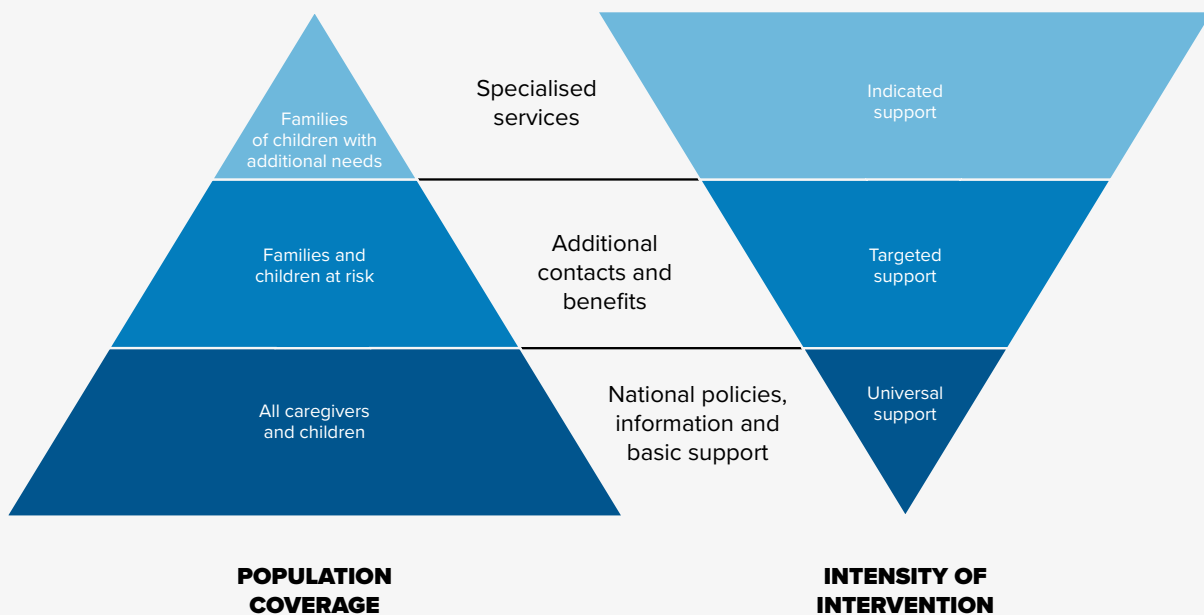 Families
of children with
additional needs
Specialised
services
Indicated
support
Families and
children at risk
Additional
contacts and
benefits
Targeted
support
All caregivers
and children
National policies,
information and
basic support
Universal
support
POPULATION
COVERAGE
INTENSITY OF
INTERVENTION